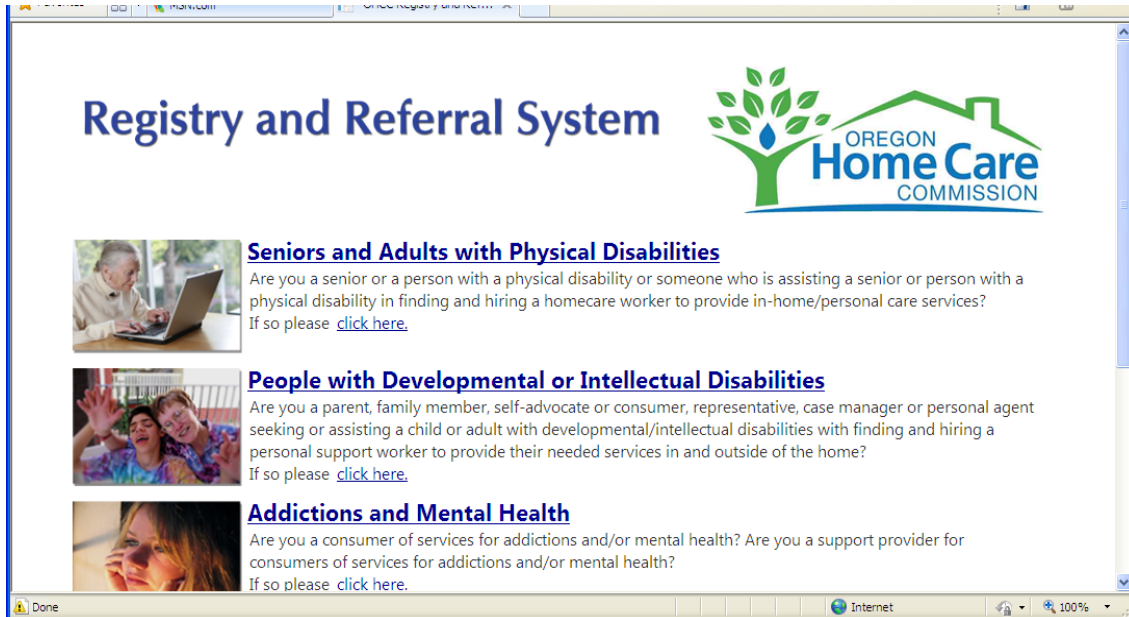 MSN.com
Registry and Referral System
OREGON
Home Care
COMMISSION
Seniors and Adults with Physical Disabilities
Are you a senior or a person with a physical disability or someone who is assisting a senior or person with a
physical disability in finding and hiring a homecare worker to provide in-home/personal care services?
If so please click here.
People with Developmental or Intellectual Disabilities
Are you a parent, family member, self-advocate or consumer, representative, case manager or personal agent
seeking or assisting a child or adult with developmental/intellectual disabilities with finding and hiring a
personal support worker to provide their needed services in and outside of the home?
If so please click here.
Addictions and Mental Health
Are you a consumer of services for addictions and/or mental health? Are you a support provider for
consumers of services for addictions and/or mental health?
If so please click here.
Done
Internet
100%